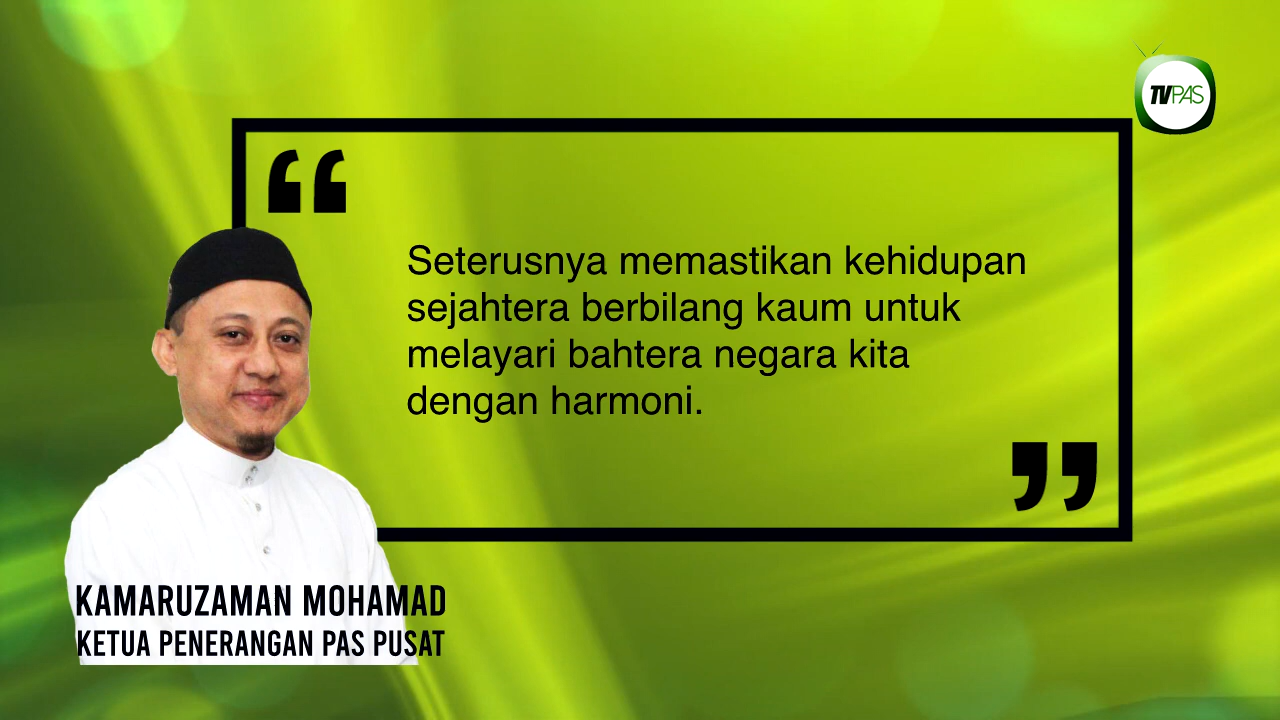 TVPAS
“
Seterusnya memastikan kehidupan
sejahtera berbilang kaum untuk
melayari bahtera negara kita
dengan harmoni.
”
KAMARUZAMAN MOHAMAD
KETUA PENERANGAN PAS PUSAT